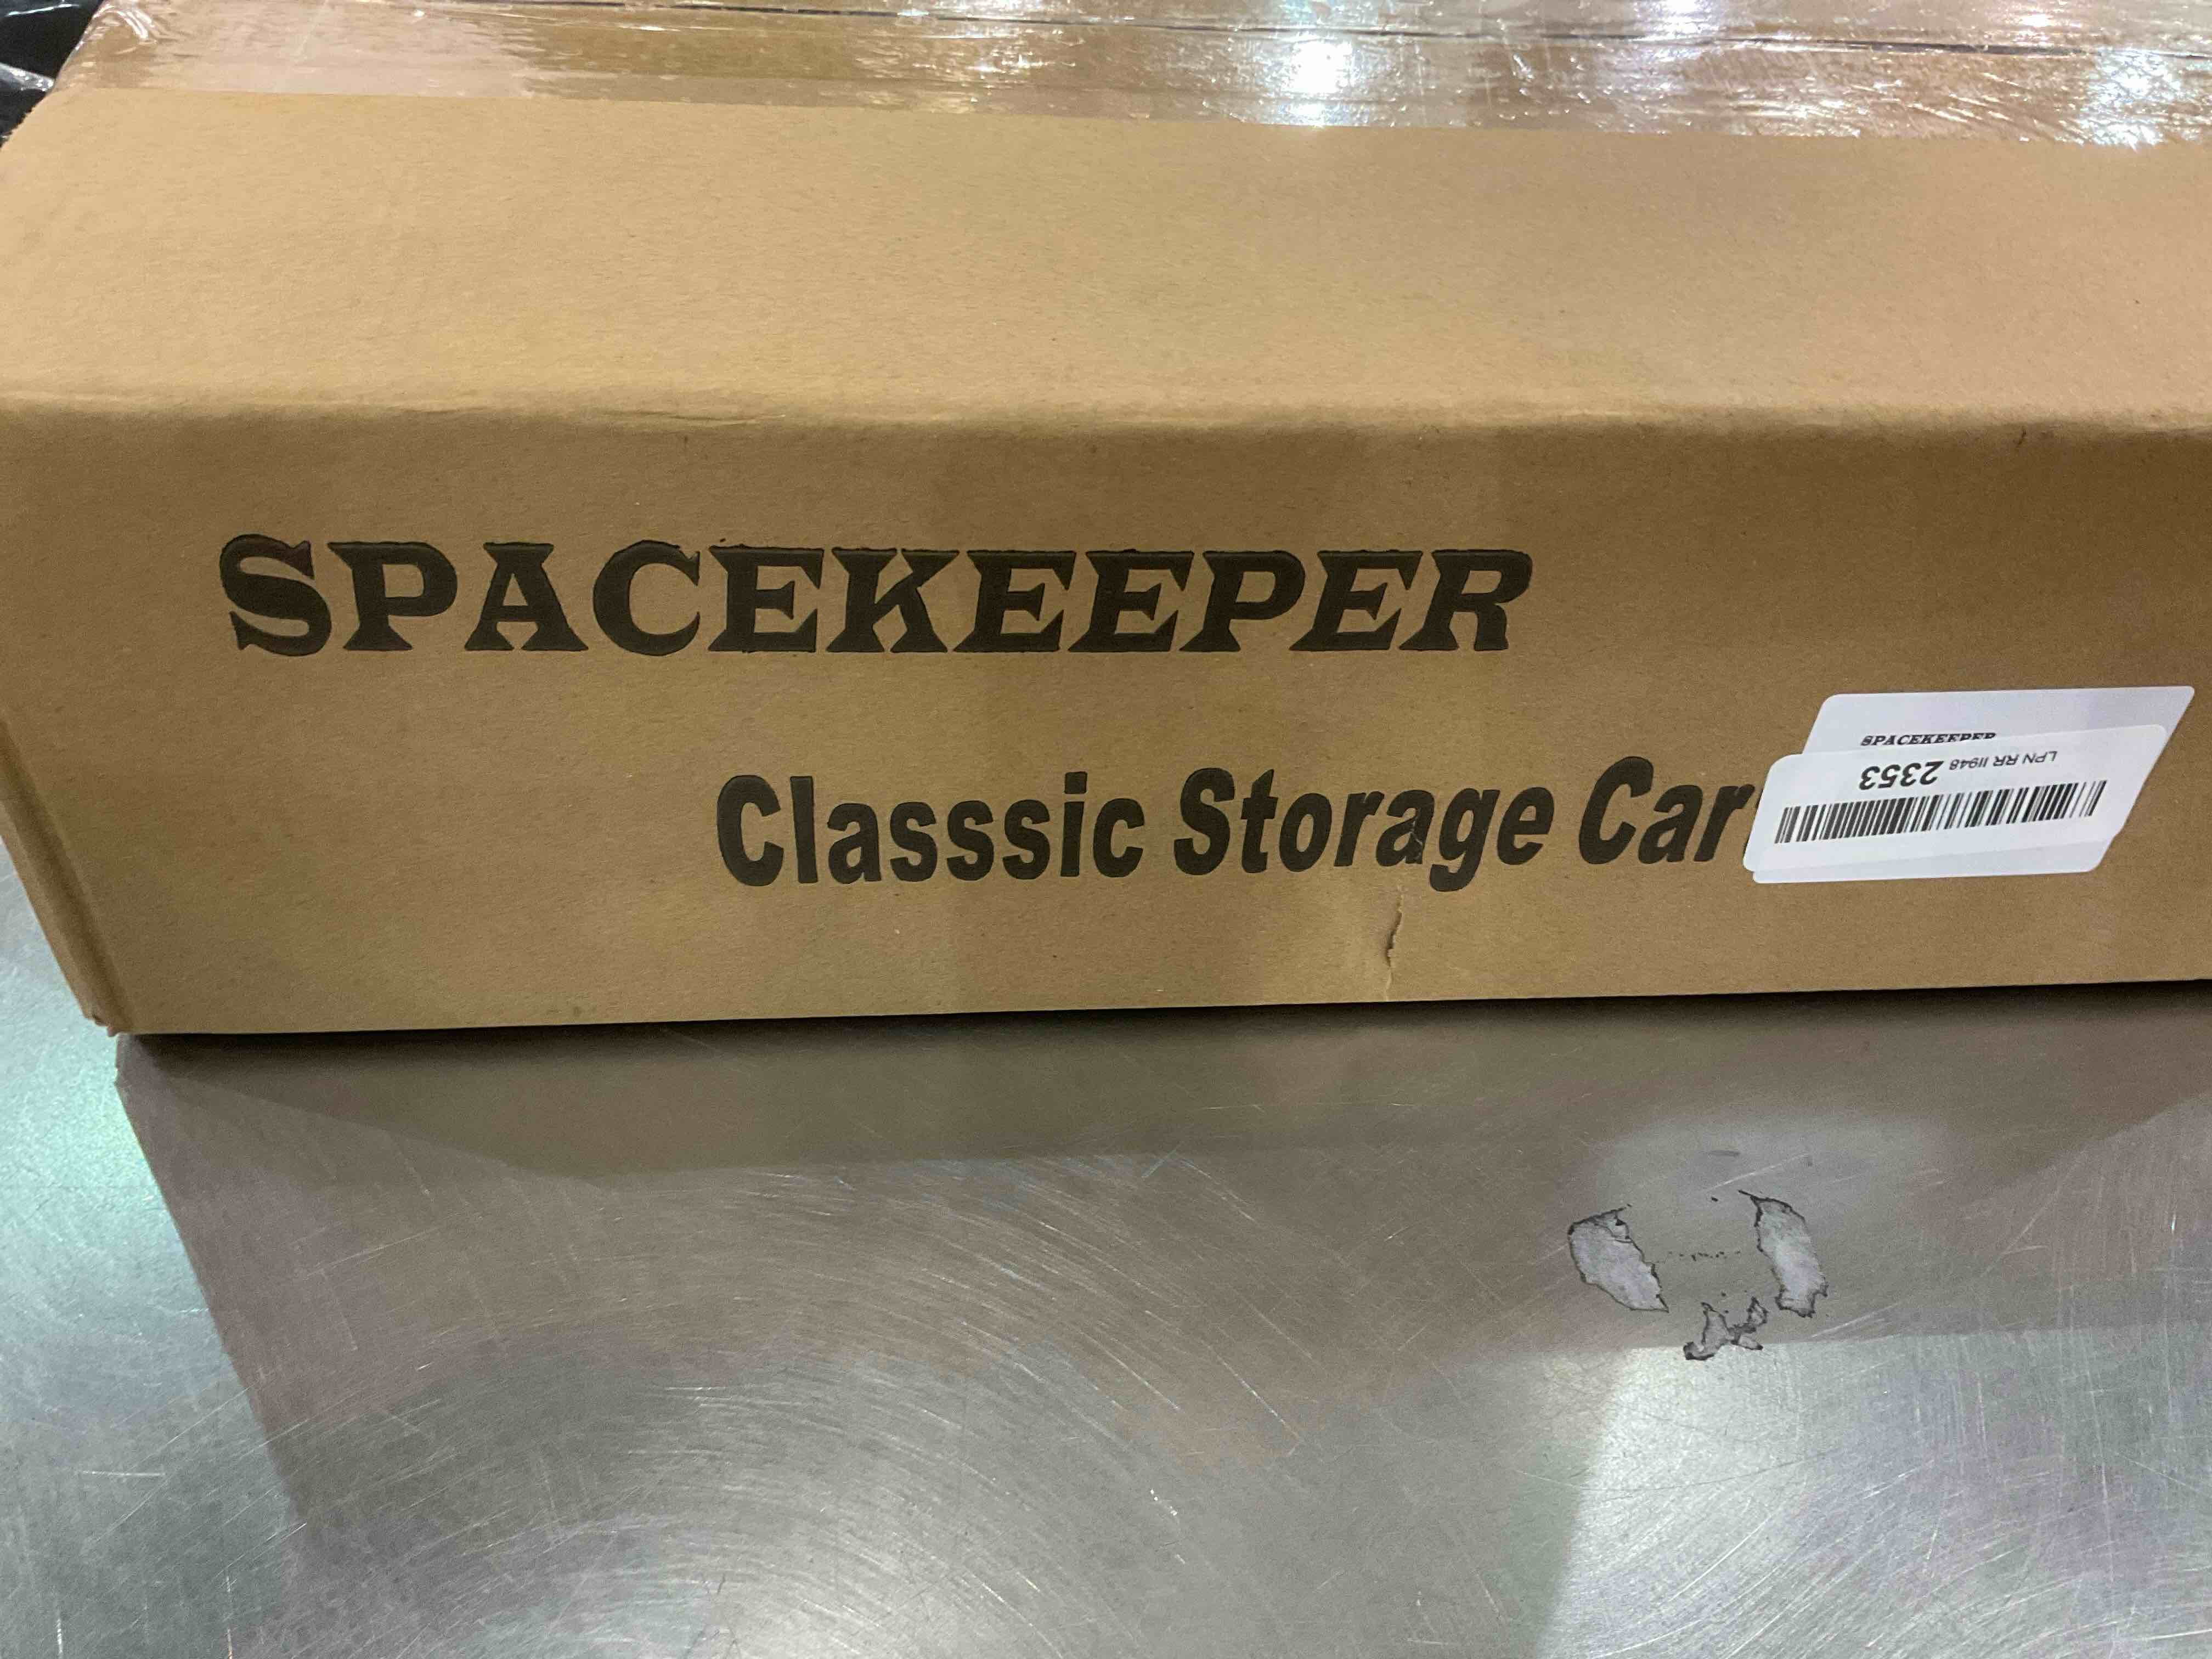 SPACEKEEPER
Classsic Storage Car
SPACEKEEPER
LPN RR II948 2353